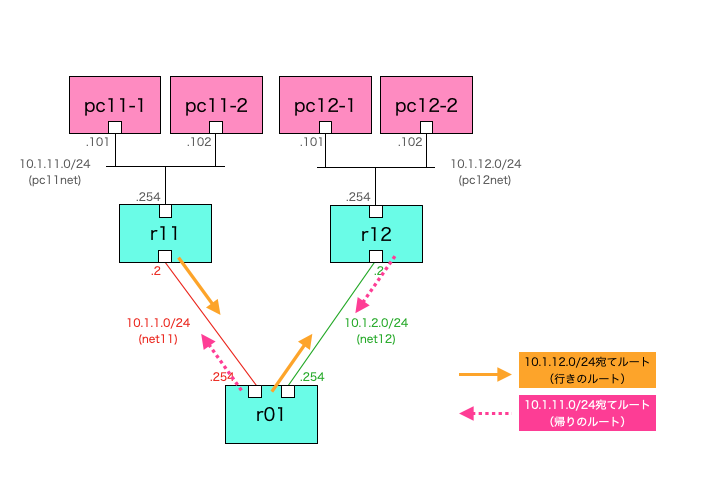 pc11-1
pc11-2
pc12-1
pc12-2
.101
.102
.101
.102
10.1.11.0/24
(pc11net)
10.1.12.0/24
(pc12net)
.254
.254
r11
r12
.2
.2
10.1.1.0/24
(net11)
10.1.2.0/24
(net12)
.254
.254
r01
10.1.12.0/24宛てルート
（行きのルート）
10.1.11.0/24宛てルート
（帰りのルート）